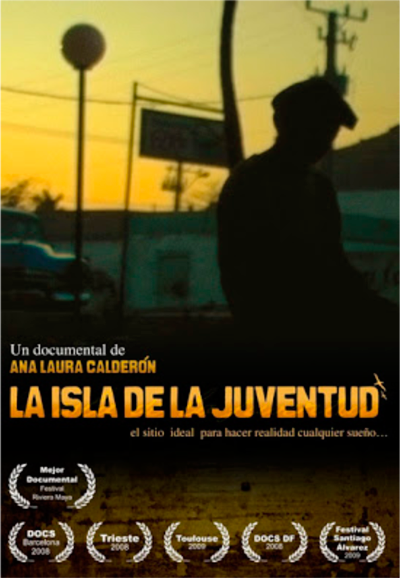 Un documental de
ANA LAURA CALDERÓN
LA ISLA DE LA JUVENTUD
el sitio ideal para hacer realidad cualquier sueño...
Mejor
Documental
Festival
Riviera Maya
DOCS
Barcelona
2008
Trieste
2008
Toulouse
2009
DOCS DF
2008
Festival
Santiago
Álvarez
2009